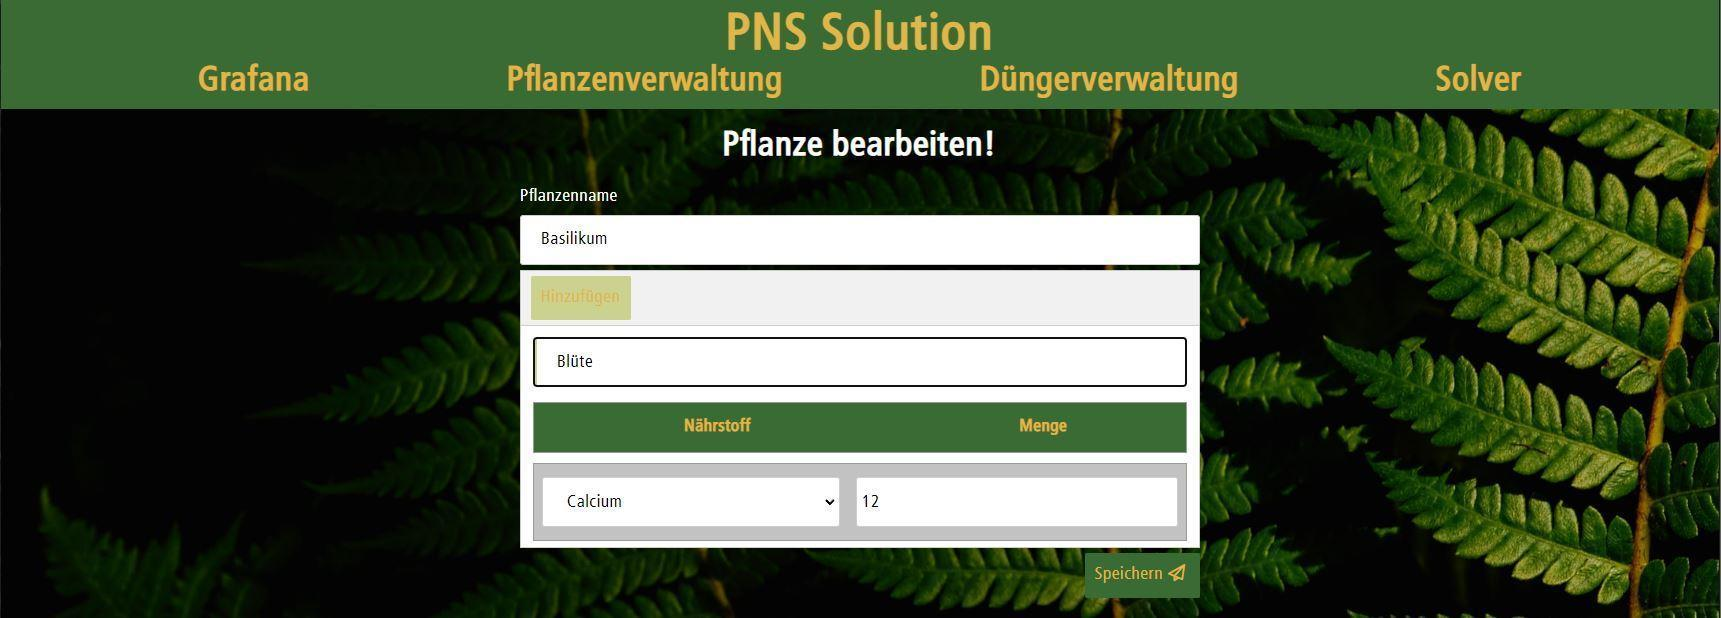 PNS Solution
Grafana Pflanzenverwaltung Düngerverwaltung Solver
Pflanze bearbeiten!
Pflanzenname
Basilikum
Hinzufügen
Blüte
Nährstoff Menge
Calcium 12
Speichern